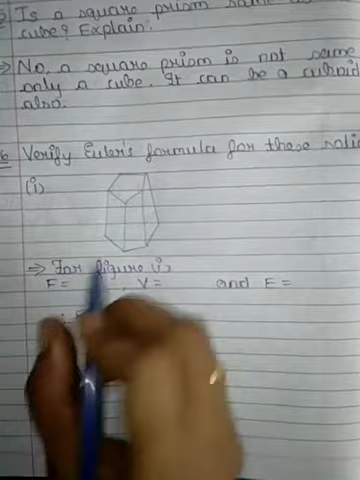 Is a square prism same
cube? Explain.
⇒ No, a square prism is not same
only a cube. It can be a cuboid
also.
6 Verify Euler's formula for these
(i)
⇒ For figure (i)
F= , V= and E=